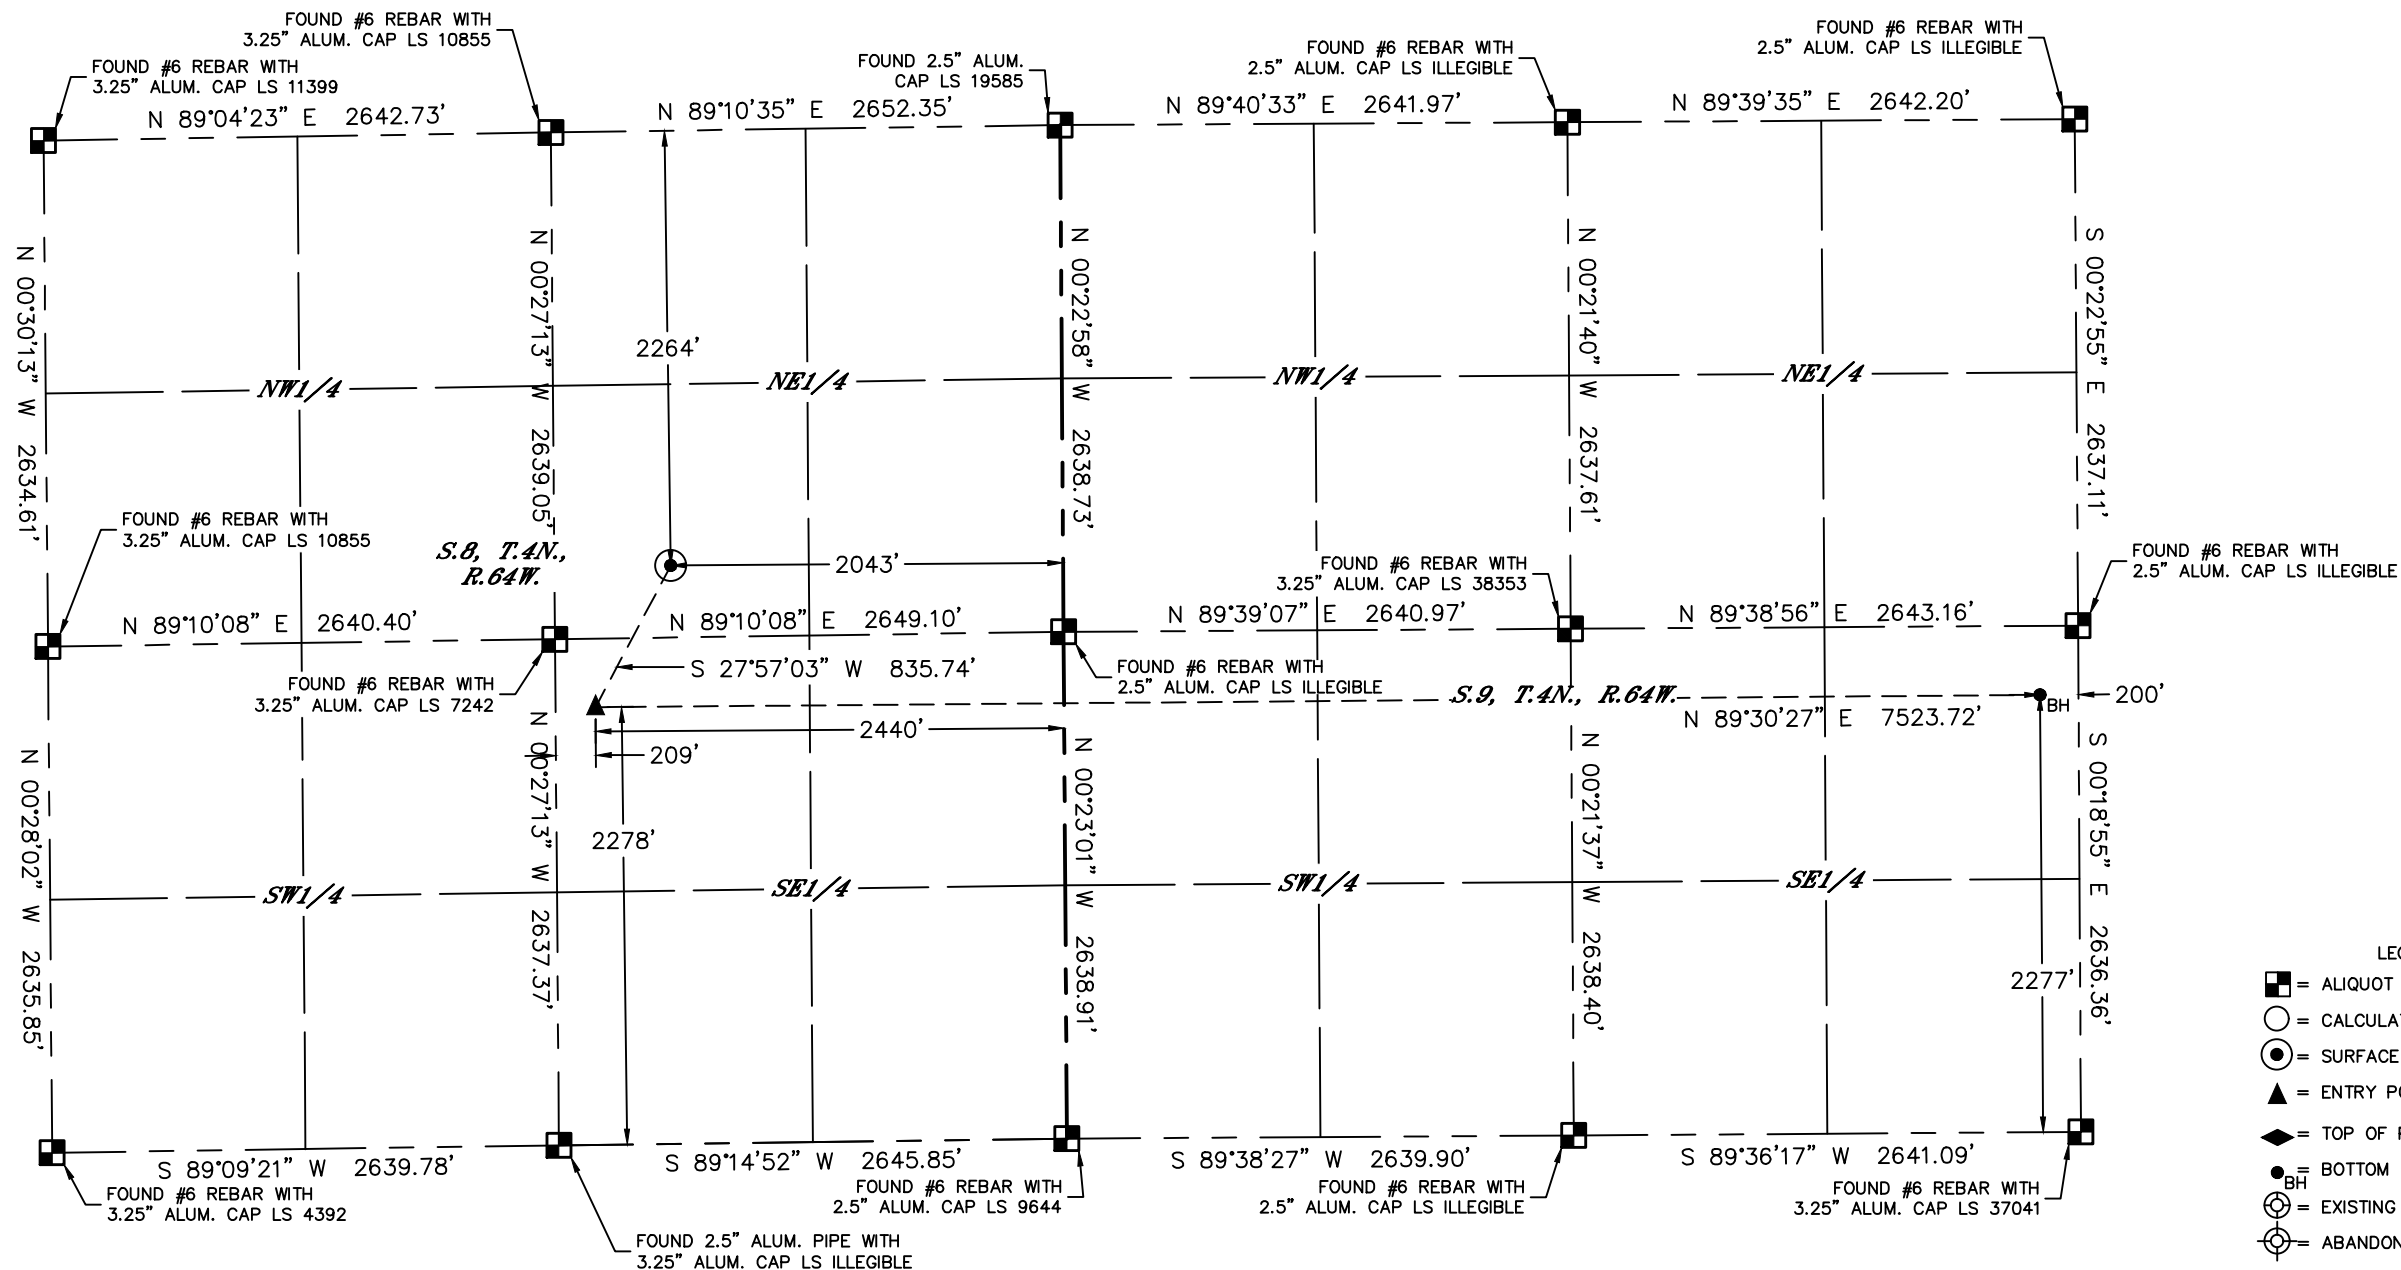 FOUND #6 REBAR WITH
3.25" ALUM. CAP LS 10855
FOUND #6 REBAR WITH
3.25" ALUM. CAP LS 11399
FOUND 2.5" ALUM.
CAP LS 19585
FOUND #6 REBAR WITH
2.5" ALUM. CAP LS ILLEGIBLE
FOUND #6 REBAR WITH
2.5" ALUM. CAP LS ILLEGIBLE
N 89°04'23" E 2642.73'
N 89°10'35" E 2652.35'
N 89°40'33" E 2641.97'
N 89°39'35" E 2642.20'
N 00°30'13" W 2634.61'
N 00°27'13" W 2639.05'
N 00°22'58" W 2638.73'
N 00°21'40" W 2637.61'
S 00°22'55" E 2637.11'
2264'
NW1/4
NE1/4
NW1/4
NE1/4
FOUND #6 REBAR WITH
3.25" ALUM. CAP LS 10855
S.8, T.4N.,
R.64W.
2043'
FOUND #6 REBAR WITH
3.25" ALUM. CAP LS 38353
FOUND #6 REBAR WITH
2.5" ALUM. CAP LS ILLEGIBLE
N 89°10'08" E 2640.40'
N 89°10'08" E 2649.10'
N 89°39'07" E 2640.97'
N 89°38'56" E 2643.16'
S 27°57'03" W 835.74'
FOUND #6 REBAR WITH
2.5" ALUM. CAP LS ILLEGIBLE
FOUND #6 REBAR WITH
3.25" ALUM. CAP LS 7242
S.9, T.4N., R.64W.
BH
200'
N 89°30'27" E 7523.72'
2440'
209'
N 00°28'02" W 2635.85'
N 00°27'13" W 2637.37'
N 00°23'01" W 2638.91'
N 00°21'37" W 2638.40'
S 00°18'55" E 2636.36'
2278'
SW1/4
SE1/4
SW1/4
SE1/4
2277'
S 89°09'21" W 2639.78'
S 89°14'52" W 2645.85'
S 89°38'27" W 2639.90'
S 89°36'17" W 2641.09'
FOUND #6 REBAR WITH
3.25" ALUM. CAP LS 4392
FOUND 2.5" ALUM. PIPE WITH
3.25" ALUM. CAP LS ILLEGIBLE
FOUND #6 REBAR WITH
2.5" ALUM. CAP LS 9644
FOUND #6 REBAR WITH
2.5" ALUM. CAP LS ILLEGIBLE
FOUND #6 REBAR WITH
3.25" ALUM. CAP LS 37041
= ALIQUOT
= SURFACE
= TOP OF
BH = BOTTOM
= EXISTING